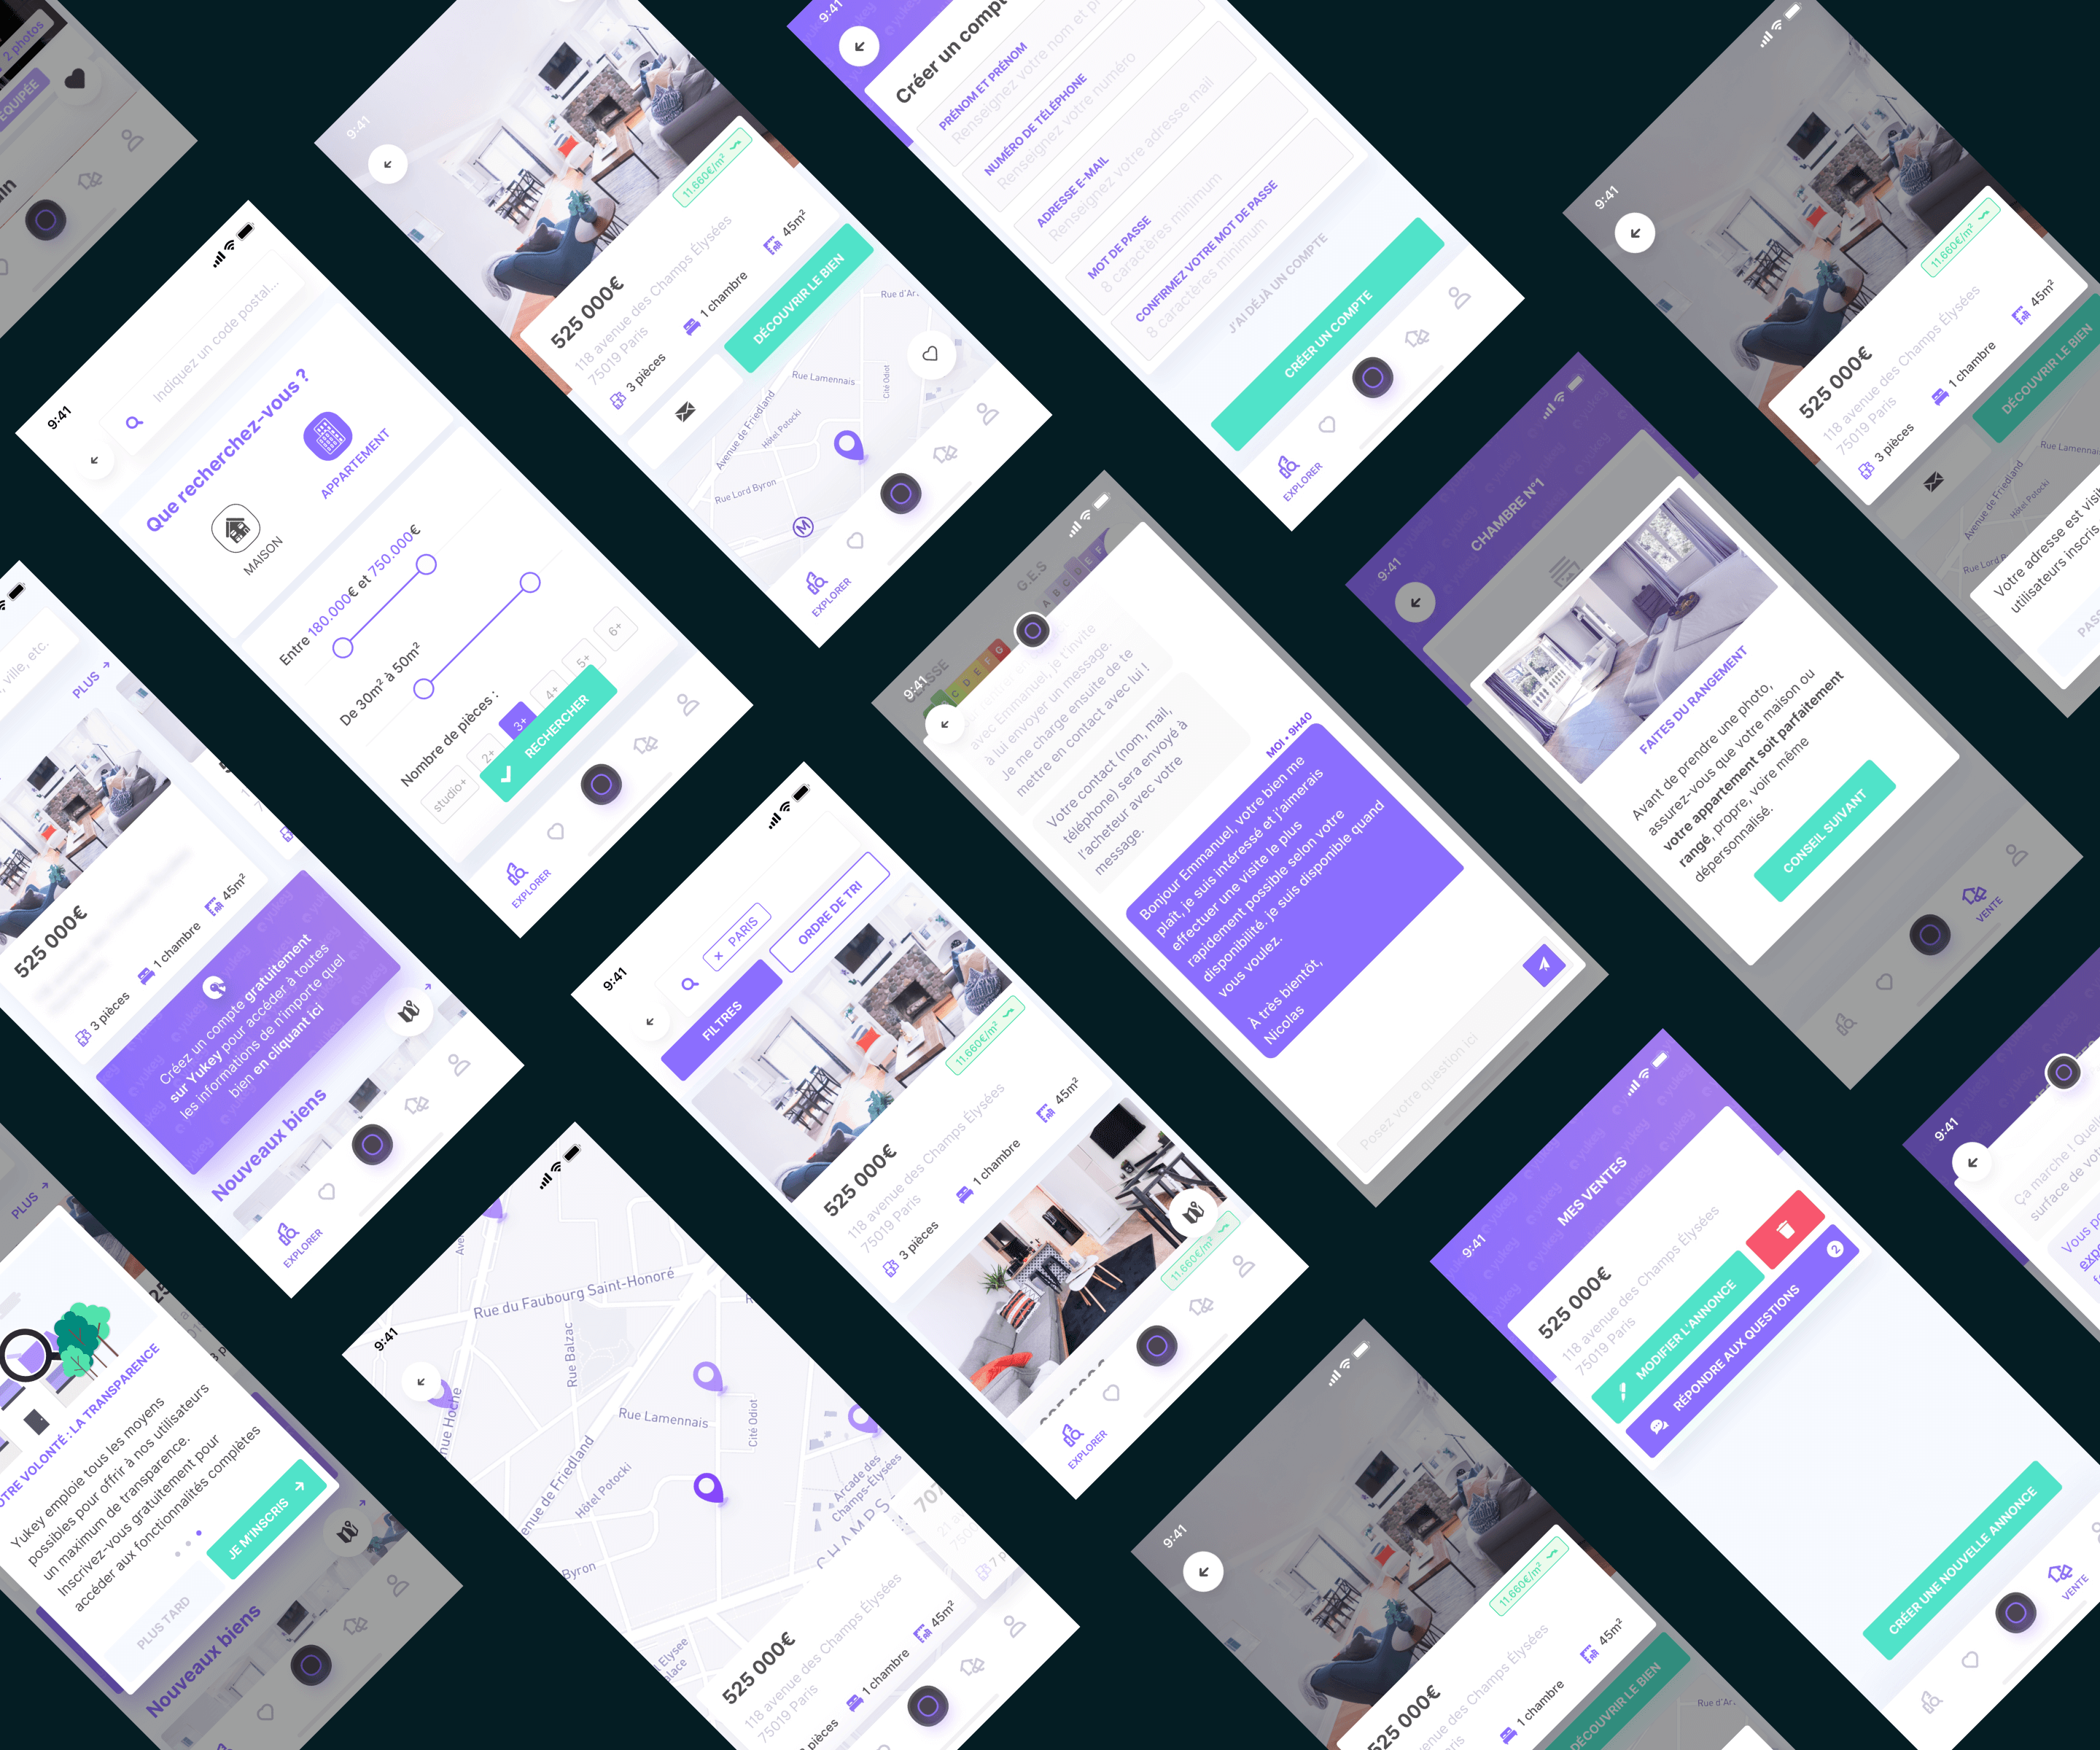 2 photos
ÉQUIPÉE
9:41
Indiquez un code postal...
Que recherchez-vous ?
MAISON
APPARTEMENT
Entre 180.000€ et 750.000€
De 30m² à 50m²
Nombre de pièces :
studio+
2+
3+
4+
5+
6+
RECHERCHER
EXPLORER
9:41
11.660€/m²
525 000€
118 avenue des Champs Élysées
75019 Paris
3 pièces
1 chambre
45m²
DÉCOUVRIR LE BIEN
Rue d'Ar..
Rue Lamennais
Cité Odiot
Avenue de Friedland
Hôtel Potocki
Rue Lord Byron
M
EXPLORER
9:41
Créer un compt
PRÉNOM ET PRÉNOM
Renseignez votre nom et pr
NUMÉRO DE TÉLÉPHONE
Renseignez votre numéro
ADRESSE E-MAIL
Renseignez votre adresse mail
MOT DE PASSE
8 caractères minimum
CONFIRMEZ VOTRE MOT DE PASSE
8 caractères minimum
J'AI DÉJÀ UN COMPTE
CRÉER UN COMPTE
EXPLORER
9:41
11.660€/m²
525 000€
118 avenue des Champs Élysées
75019 Paris
3 pièces
1 chambre
45m²
DÉCOUVRIR LE BIEN
Rue Lamennai
Avenue de Friedland
Hôtel Potocki
Rue Lord
Votre adresse est visi
utilisateurs inscris
PAS
, ville, etc.
PLUS
525 000€
3 pièces
1 chambre
45m²
© yukey
Créez un compte gratuitement
sur Yukey pour accéder à toutes
les informations de n'importe quel
bien en cliquant ici
Nouveaux biens
EXPLORER
9:41
PARIS
FILTRES
ORDRE DE TRI
11.660€/m²
525 000€
118 avenue des Champs Élysées
75019 Paris
3 pièces
1 chambre
45m²
11.660€/m²
EXPLORER
9:41
G.E.S
A B C D E F
C D E F G
avec Emmanuel, je t'invite
à lui envoyer un message.
Je me charge ensuite de te
mettre en contact avec lui !
Votre contact (nom, mail,
téléphone) sera envoyé à
l'acheteur avec votre
message.
MOI • 9H40
Bonjour Emmanuel, votre bien me
plaît, je suis intéressé et j'aimerais
effectuer une visite le plus
rapidement possible selon votre
disponibilité, je suis disponible quand
vous voulez.
À très bientôt,
Nicolas
Posez votre question ici
9:41
CHAMBRE N°1
FAITES DU RANGEMENT
Avant de prendre une photo,
assurez-vous que votre maison ou
votre appartement soit parfaitement
rangé, propre, voire même
dépersonnalisé.
CONSEIL SUIVANT
VENTE
PLUS
OTRE VOLONTÉ : LA TRANSPARENCE
Yukey emploie tous les moyens
possibles pour offrir à nos utilisateurs
un maximum de transparence.
Inscrivez-vous gratuitement pour
accéder aux fonctionnalités complètes
PLUS TARD
JE M'INSCRIS
Nouveaux biens
9:41
Rue du Faubourg Saint-Honoré
Rue Balzac
nue Hoche
Rue Lamennais
Cité Odiot
enue de Friedland
Hôtel Potocki
Arcade des
Champs-Élysées
CHAMPS-
Byron
Elysee
525 000€
118 avenue des Champs Élysées
75019 Paris
pièces
1 chambre
45m²
707
9:41
11.660€/m²
525 000€
enue des Champs Élysées
Paris
1 chambre
45m²
DÉCOUVRIR LE BIEN
Rue d'Ar..
9:41
© yukey
MES VENTES
525 000€
118 avenue des Champs Élysées
75019 Paris
MODIFIER L'ANNONCE
RÉPONDRE AUX QUESTIONS
2
CRÉER UNE NOUVELLE ANNONCE
VENTE
9:41
Ça marche ! Quell
surface de vot
Vous po